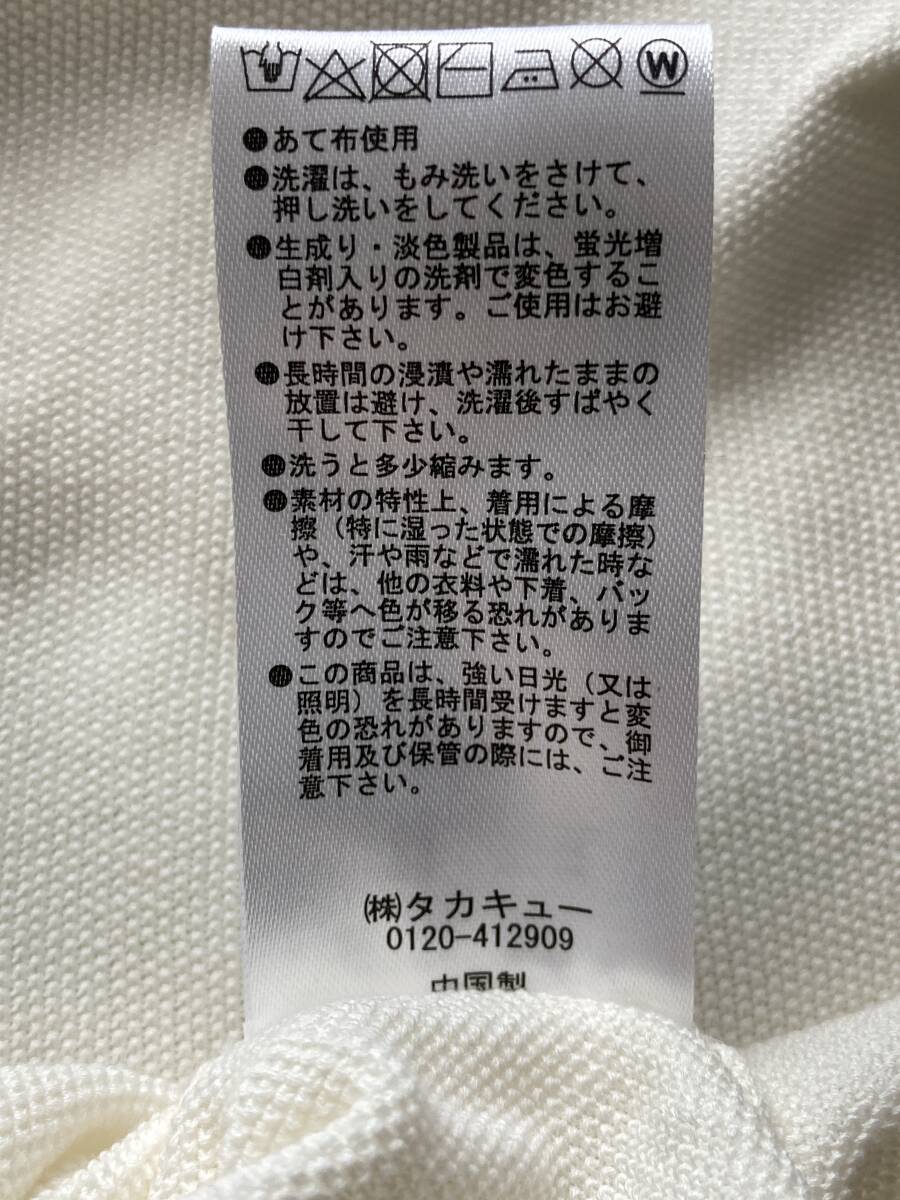 W
●あて布使用
●洗濯は、もみ洗いをさけて、
押し洗いをしてください。
●生成り・淡色製品は、蛍光増
白剤入りの洗剤で変色するこ
とがあります。ご使用はお避
け下さい。
●長時間の浸漬や濡れたままの
放置は避け、洗濯後すばやく
干して下さい。
●洗うと多少縮みます。
●素材の特性上、着用による摩
擦（特に湿った状態での摩擦）
や、汗や雨などで濡れた時な
どは、他の衣料や下着、バッ
ク等へ色が移る恐れがありま
すのでご注意下さい。
●この商品は、強い日光（又は
照明）を長時間受けますと変
色の恐れがありますので、御
着用及び保管の際には、ご注
意下さい。
㈱タカキュー
0120-412909
中国製